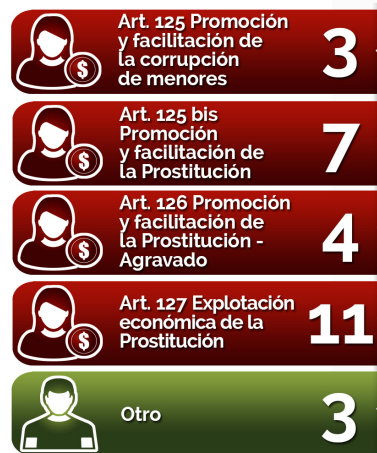 Art. 125 Promoción
y facilitación de
la corrupción
de menores
3
$
Art. 125 bis
Promoción
y facilitación de
la Prostitución
7
$
Art. 126 Promoción
y facilitación de
la Prostitución -
Agravado
4
$
Art. 127 Explotación
económica de la
Prostitución
11
$
Otro
3